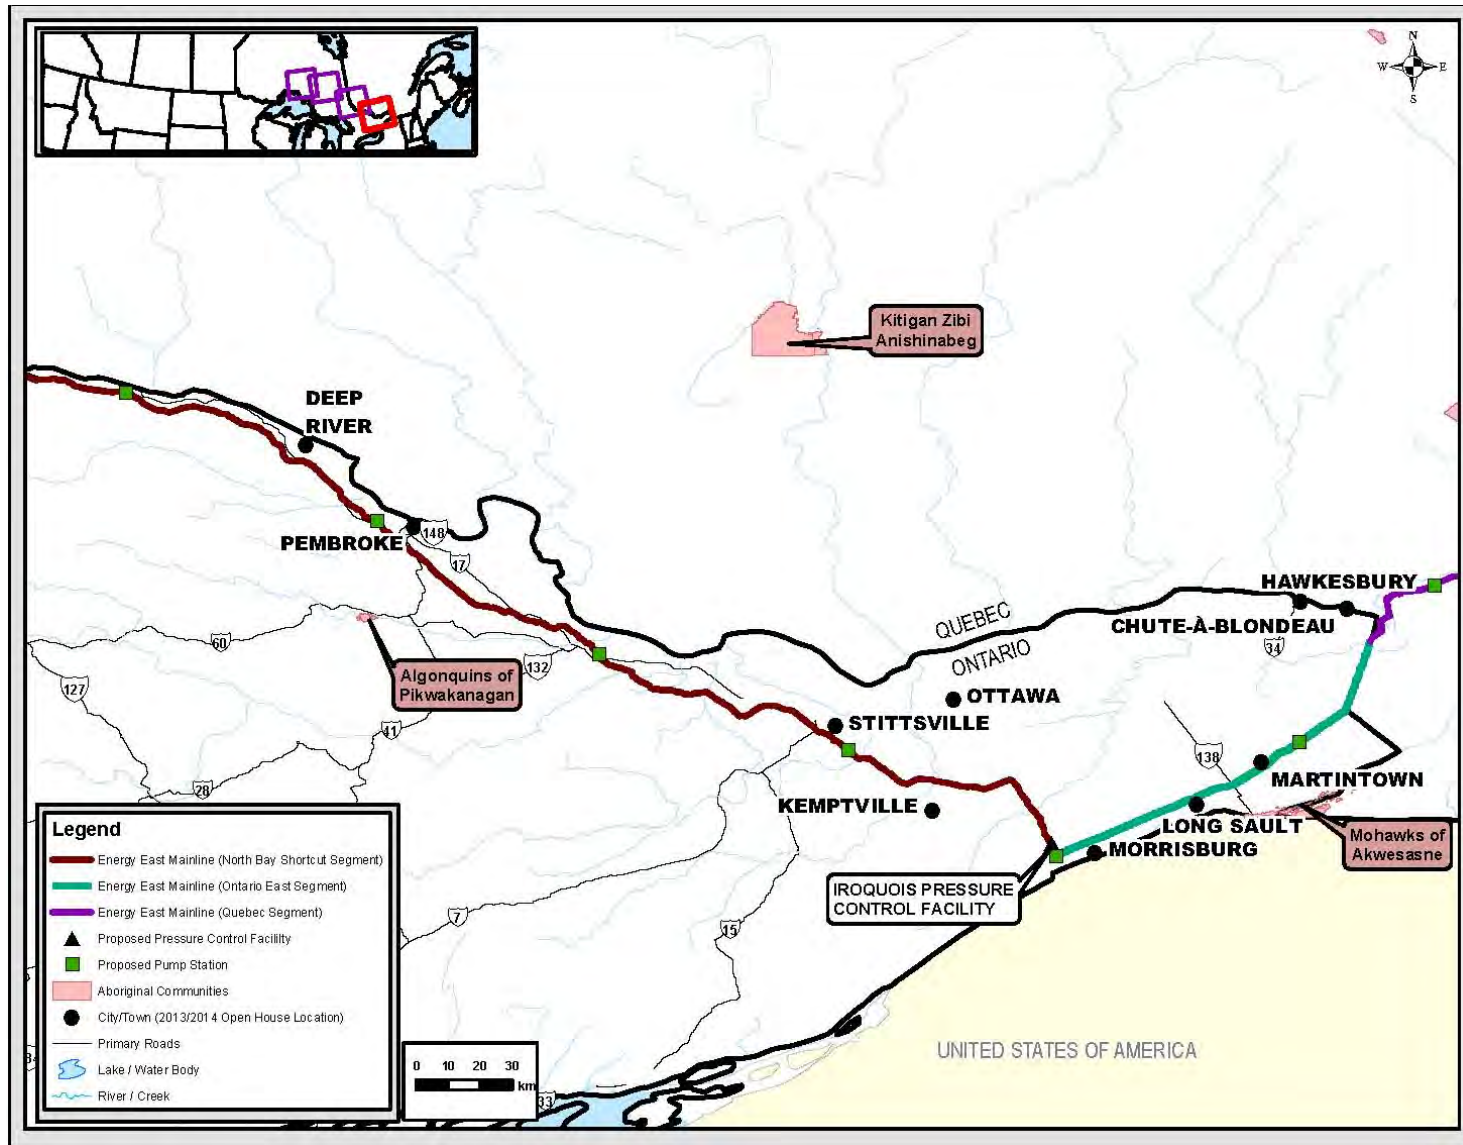 N
W E
S
Kitigan Zibi
Anishinabeg
DEEP
RIVER
148
PEMBROKE
17
HAWKESBURY
QUEBEC
CHUTE-À-BLONDEAU
ONTARIO
34
60
132
Algonquins of
Pikwakanagan
127
OTTAWA
STITTSVILLE
41
138
MARTINTOWN
28
KEMPTVILLE
LONG SAULT
Mohawks of
Akwesasne
MORRISBURG
IROQUOIS PRESSURE
CONTROL FACILITY
7
15
Legend
Energy East Mainline (North Bay Shortcut Segment)
Energy East Mainline (Ontario East Segment)
Energy East Mainline (Quebec Segment)
Proposed Pressure Control Facililty
Proposed Pump Station
Aboriginal Communities
City/Town (2013/2014 Open House Location)
Primary Roads
Lake / Water Body
River / Creek
0 10 20 30
km
33
UNITED STATES OF AMERICA